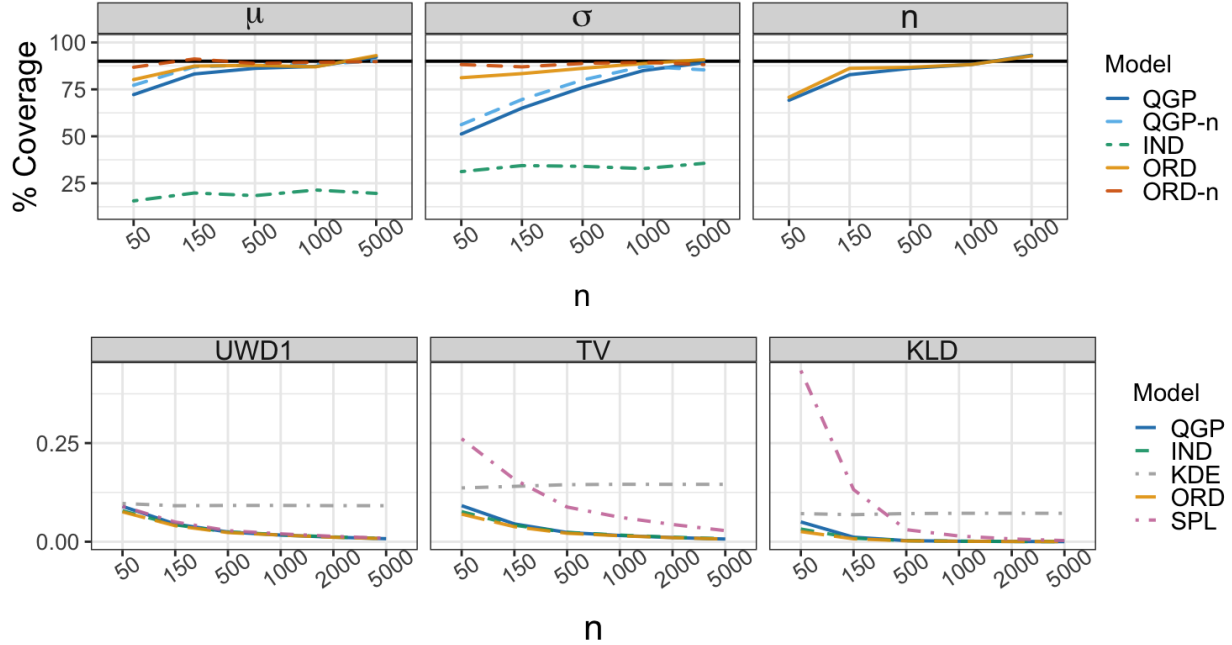 μ σ n
% Coverage
100
75
50
25
50 150 500 1000 5000 50 150 500 1000 5000 50 150 500 1000 5000
n
Model
QGP
QGP-n
IND
ORD
ORD-n
UWD1 TV KLD
0.25
0.00
50 150 500 1000 2000 5000 50 150 500 1000 2000 5000 50 150 500 1000 2000 5000
n
Model
QGP
IND
KDE
ORD
SPL